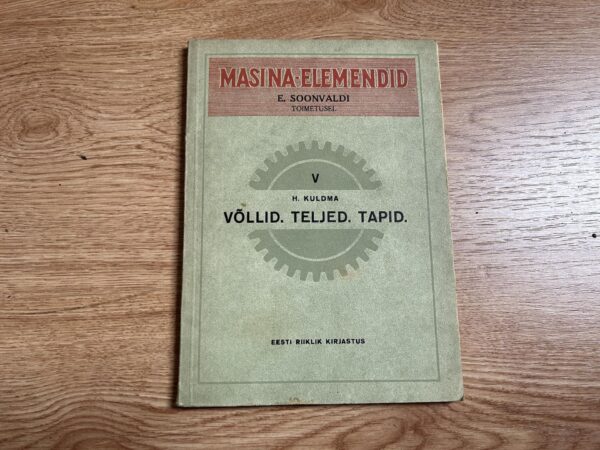 MASINA-ELEMENDID
E. SOONVALDI
TOIMETUSEL
V
H. KULDMA
VÕLLID. TELJED. TAPID.
EESTI RIIKLIK KIRJASTUS